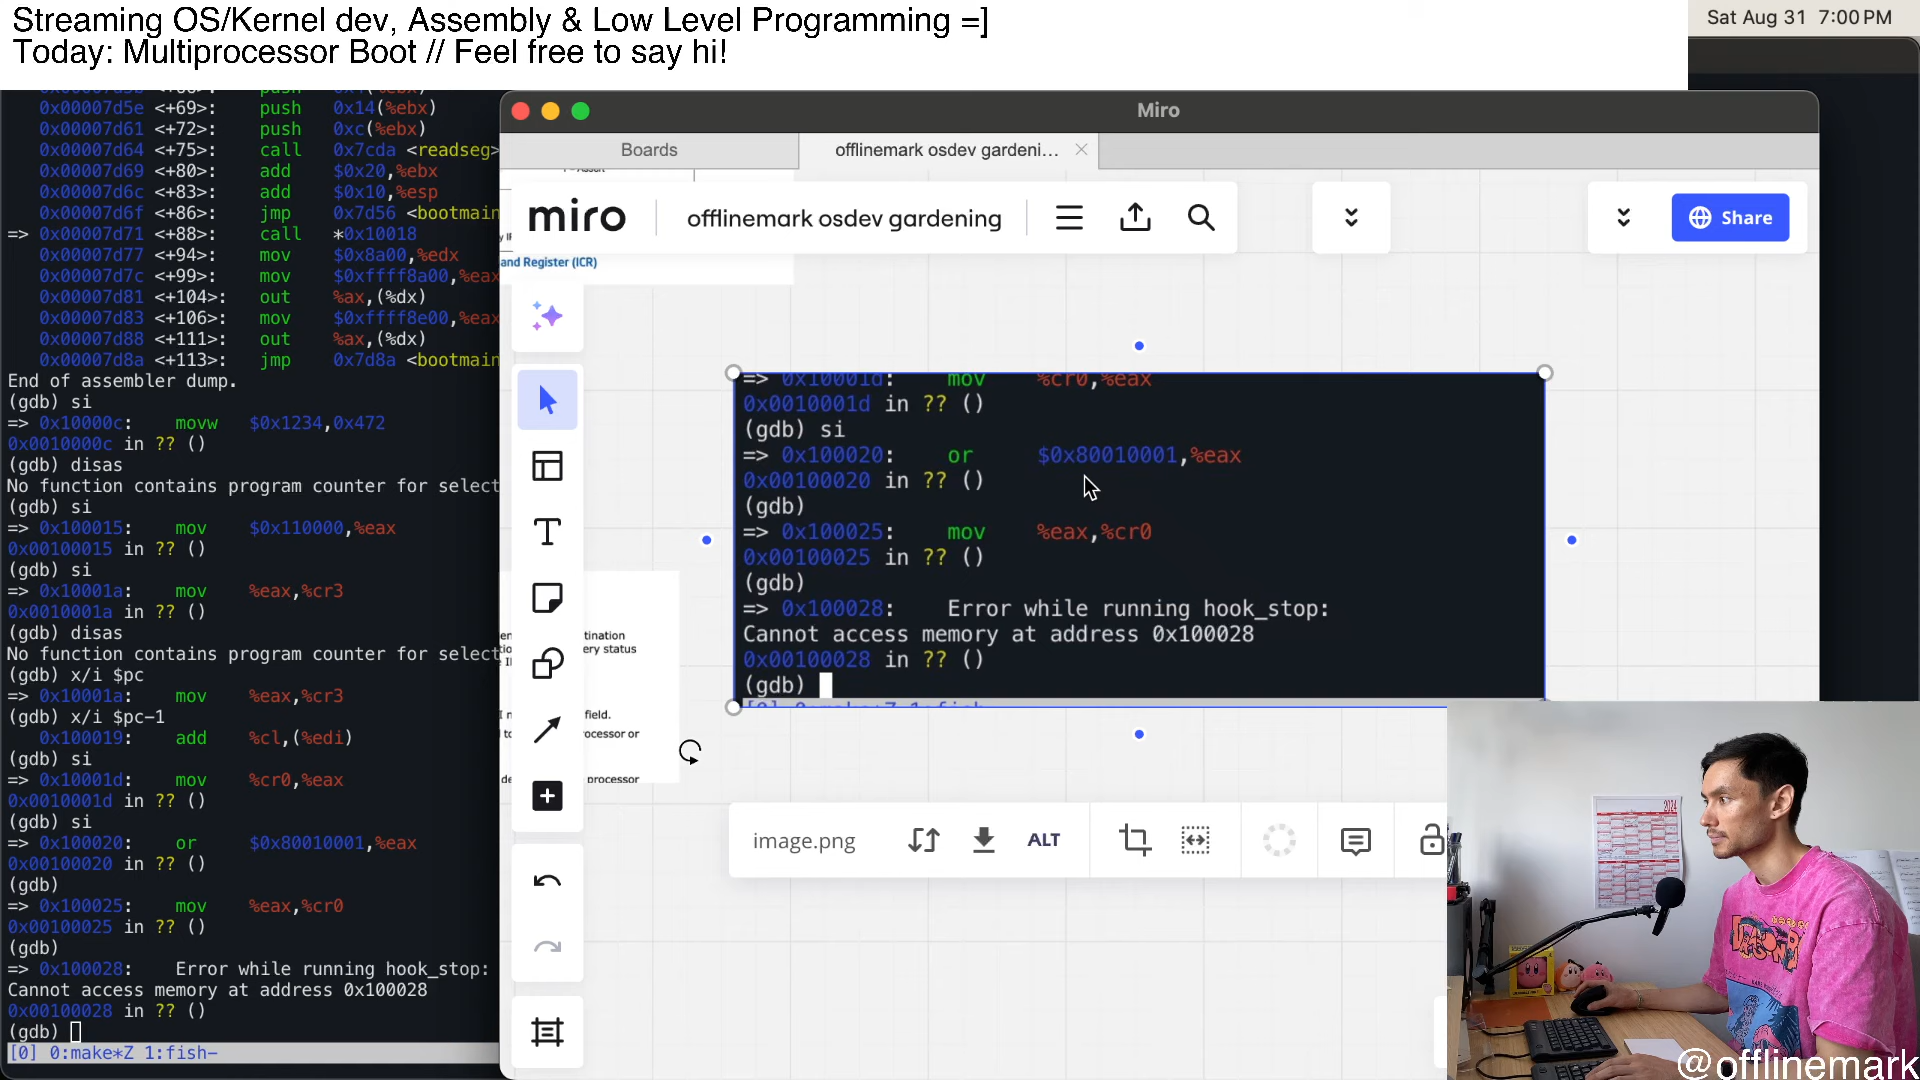 Streaming OS/Kernel dev, Assembly & Low Level Programming =]
Today: Multiprocessor Boot // Feel free to say hi!
Sat Aug 31 7:00 PM
0x00007d5e <+69>: push 0x14(%ebx)
0x00007d61 <+72>: push 0xc(%ebx)
0x00007d64 <+75>: call 0x7cda <readseg>
0x00007d69 <+80>: add $0x20,%ebx
0x00007d6c <+83>: add $0x10,%esp
0x00007d6f <+86>: jmp 0x7d56 <bootmain
=> 0x00007d71 <+88>: call *0x10018
0x00007d77 <+94>: mov $0x8a00,%edx
0x00007d7c <+99>: mov $0xffff8a00,%eax
0x00007d81 <+104>: out %ax,(%dx)
0x00007d83 <+106>: mov $0xffff8e00,%eax
0x00007d88 <+111>: out %ax,(%dx)
0x00007d8a <+113>: jmp 0x7d8a <bootmain
End of assembler dump.
(gdb) si
=> 0x10000c: movw $0x1234,0x472
0x0010000c in ?? ()
(gdb) disas
No function contains program counter for select
(gdb) si
=> 0x100015: mov $0x110000,%eax
0x00100015 in ?? ()
(gdb) si
=> 0x10001a: mov %eax,%cr3
0x0010001a in ?? ()
(gdb) disas
No function contains program counter for select
(gdb) x/i $pc
=> 0x10001a: mov %eax,%cr3
(gdb) x/i $pc-1
0x100019: add %cl,(%edi)
(gdb) si
=> 0x10001d: mov %cr0,%eax
0x0010001d in ?? ()
(gdb) si
=> 0x100020: or $0x80010001,%eax
0x00100020 in ?? ()
(gdb)
=> 0x100025: mov %eax,%cr0
0x00100025 in ?? ()
(gdb)
=> 0x100028: Error while running hook_stop:
Cannot access memory at address 0x100028
0x00100028 in ?? ()
(gdb)
[0] 0:make*Z 1:fish-
Miro
Boards
offlinemark osdev gardeni...
miro
offlinemark osdev gardening
Share
and Register (ICR)
=> 0x10001d: mov %cr0,%eax
0x0010001d in ?? ()
(gdb) si
=> 0x100020: or $0x80010001,%eax
0x00100020 in ?? ()
(gdb)
=> 0x100025: mov %eax,%cr0
0x00100025 in ?? ()
(gdb)
=> 0x100028: Error while running hook_stop:
Cannot access memory at address 0x100028
0x00100028 in ?? ()
(gdb)
tination
ery status
field.
ocessor or
processor
image.png
ALT
2024
@offlinemark